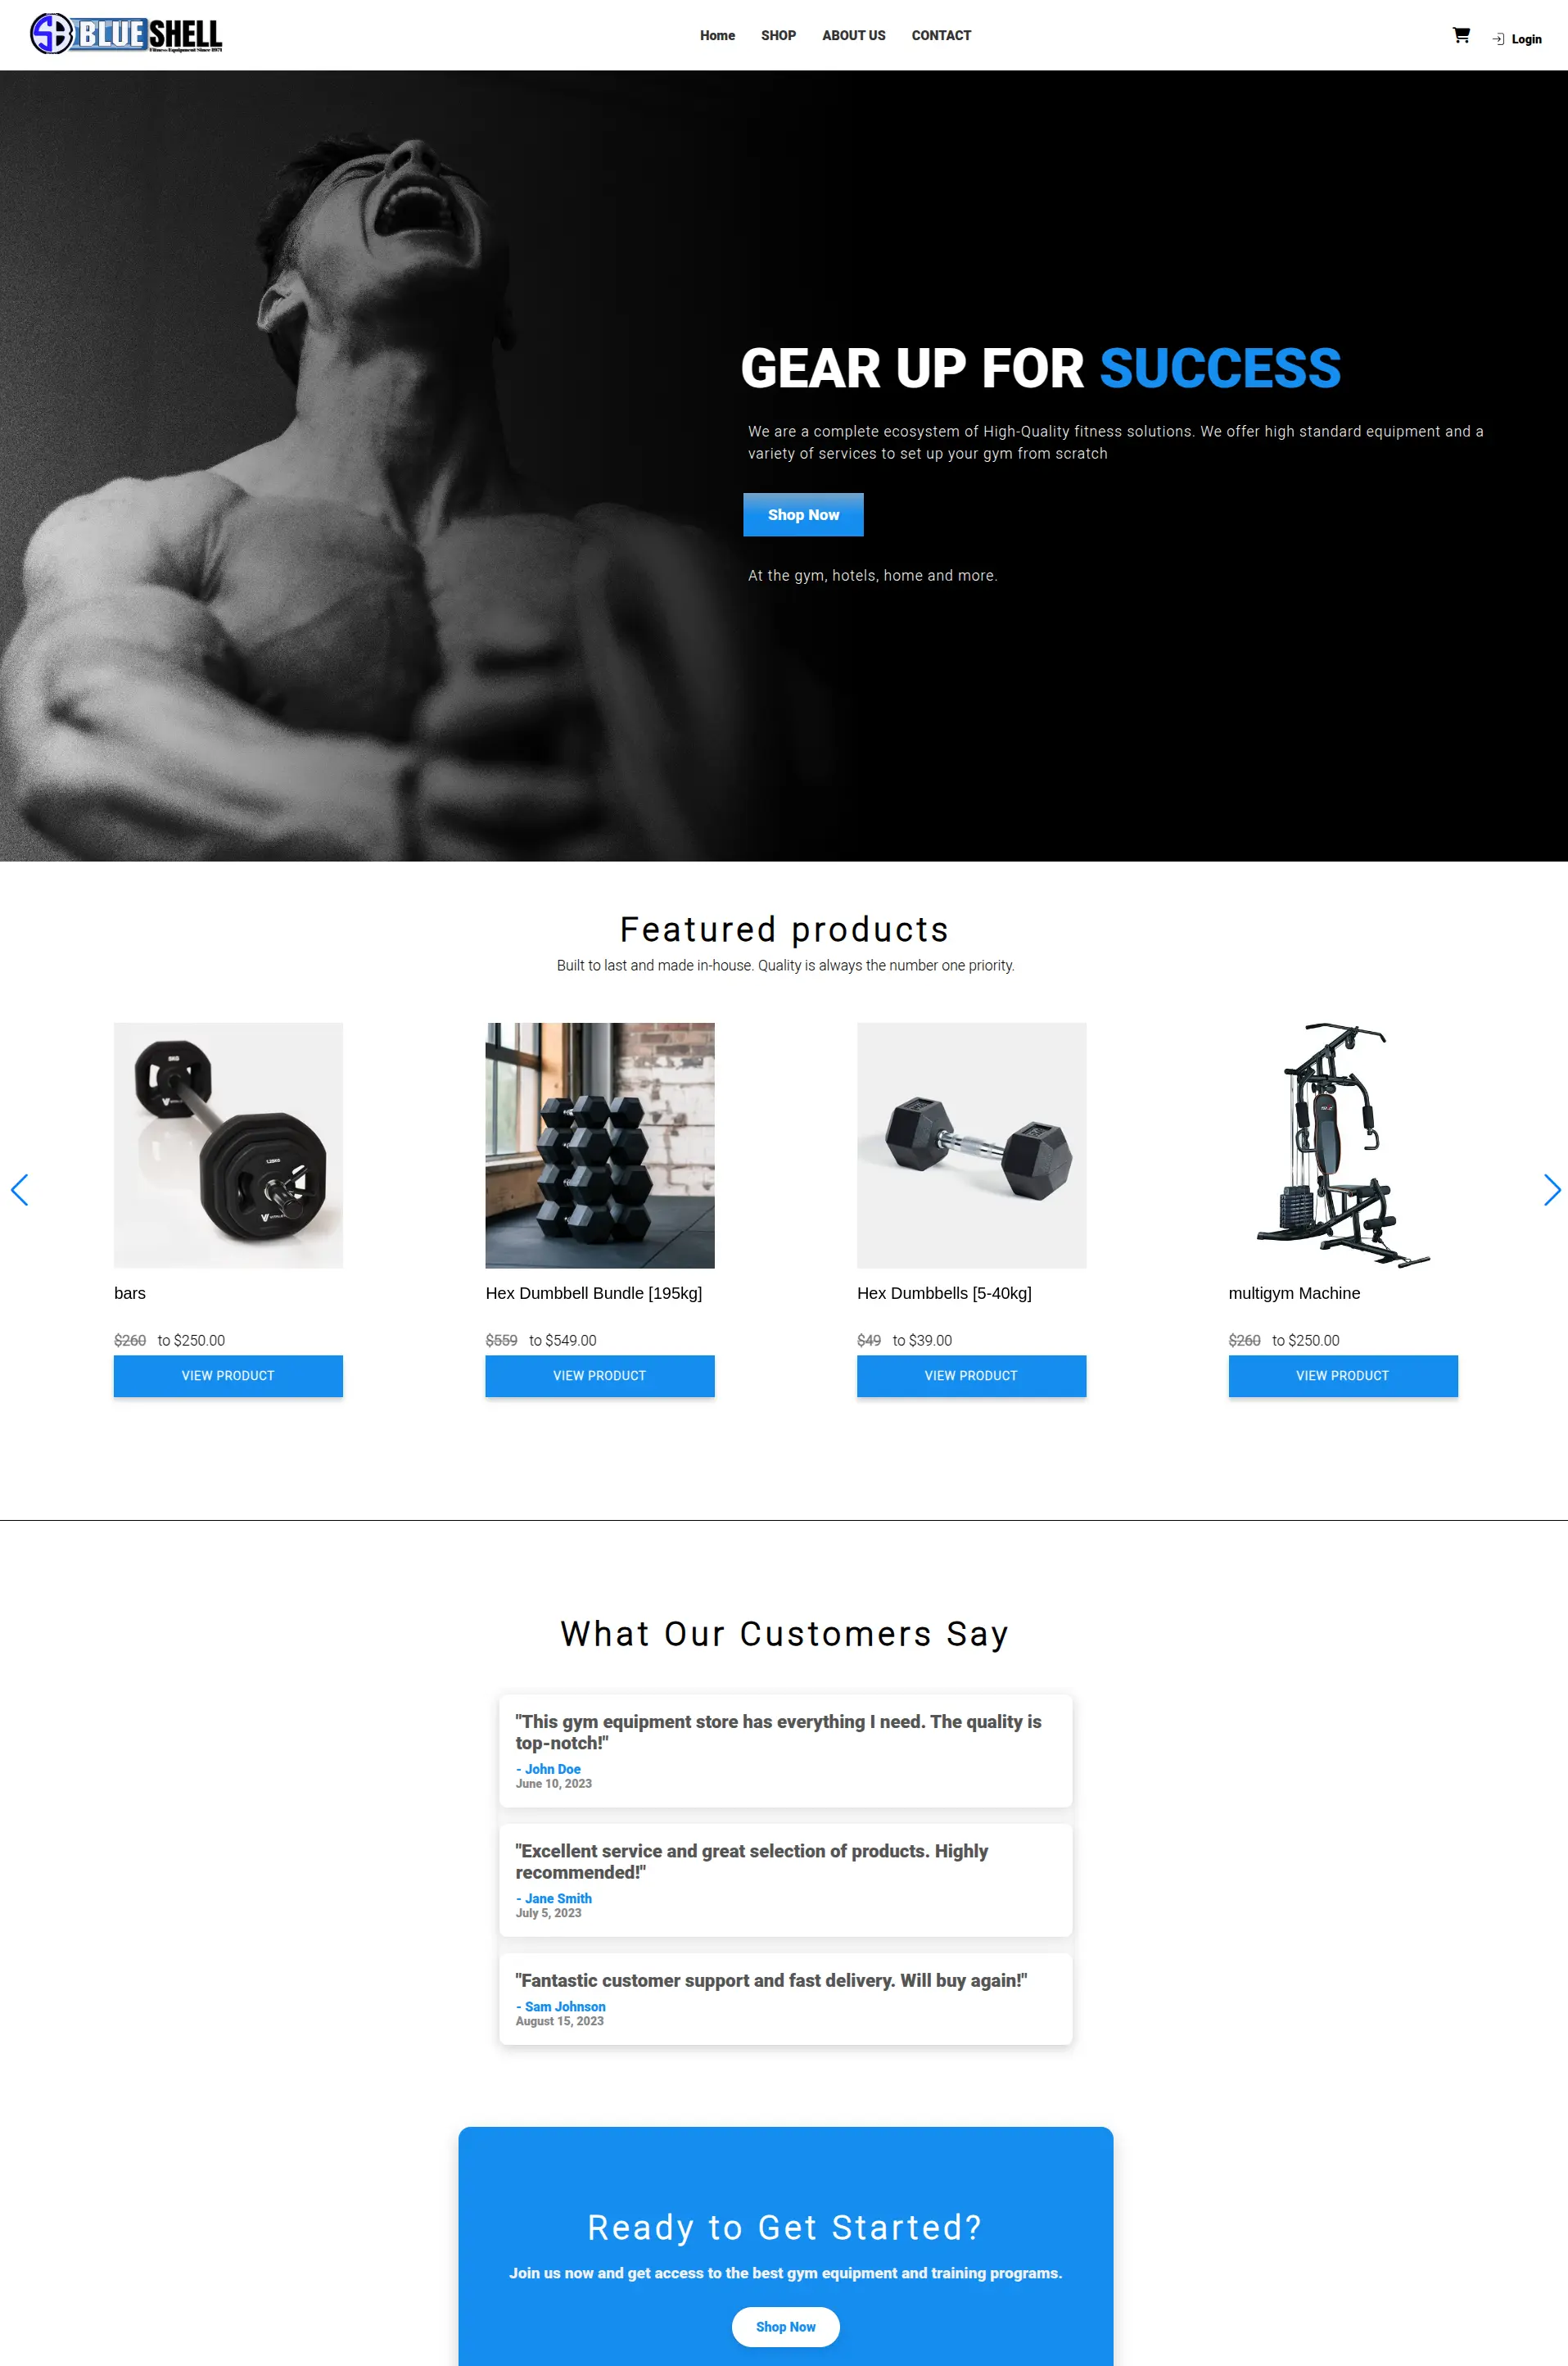 SB BLUE SHELL
Fitness Equipment Since 1971
Home SHOP ABOUT US CONTACT
Login
GEAR UP FOR SUCCESS
We are a complete ecosystem of High-Quality fitness solutions. We offer high standard equipment and a
variety of services to set up your gym from scratch
Shop Now
At the gym, hotels, home and more.
Featured products
Built to last and made in-house. Quality is always the number one priority.
bars
$260 to $250.00
VIEW PRODUCT
Hex Dumbbell Bundle [195kg]
$559 to $549.00
VIEW PRODUCT
Hex Dumbbells [5-40kg]
$49 to $39.00
VIEW PRODUCT
multigym Machine
$260 to $250.00
VIEW PRODUCT
What Our Customers Say
"This gym equipment store has everything I need. The quality is
top-notch!"
- John Doe
June 10, 2023
"Excellent service and great selection of products. Highly
recommended!"
- Jane Smith
July 5, 2023
"Fantastic customer support and fast delivery. Will buy again!"
- Sam Johnson
August 15, 2023
Ready to Get Started?
Join us now and get access to the best gym equipment and training programs.
Shop Now